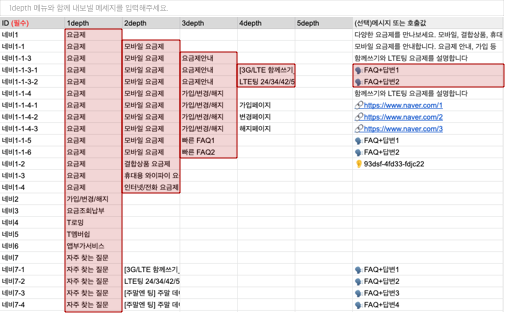 1depth 메뉴와 함께 내보낼 메세지를 입력해주세요.
ID (필수) 1depth 2depth 3depth 4depth 5depth (선택)메시지 또는 호출값
네비1 요금제 다양한 요금제를 만나보세요. 모바일, 결합상품, 휴대
네비1-1 요금제 모바일 요금제 모바일 요금제를 안내합니다. 요금제 안내, 가입 등
네비1-1-3 요금제 모바일 요금제 요금제안내 함께쓰기와 LTE팅 요금제를 설명합니다
네비1-1-3-1 요금제 모바일 요금제 요금제안내 [3G/LTE 함께쓰기_ 🗣️ FAQ+답변1
네비1-1-3-2 요금제 모바일 요금제 요금제안내 LTE팅 24/34/42/5 🗣️ FAQ+답변2
네비1-1-4 요금제 모바일 요금제 가입/변경/해지 함께쓰기와 LTE팅 요금제를 설명합니다
네비1-1-4-1 요금제 모바일 요금제 가입/변경/해지 가입페이지 🔗https://www.naver.com/1
네비1-1-4-2 요금제 모바일 요금제 가입/변경/해지 변경페이지 🔗https://www.naver.com/2
네비1-1-4-3 요금제 모바일 요금제 가입/변경/해지 해지페이지 🔗https://www.naver.com/3
네비1-1-5 요금제 모바일 요금제 빠른 FAQ1 🗣️ FAQ+답변1
네비1-1-6 요금제 모바일 요금제 빠른 FAQ2 🗣️ FAQ+답변2
네비1-2 요금제 결합상품 요금제 💡93dsf-4fd33-fdjc22
네비1-3 요금제 휴대용 와이파이 요
네비1-4 요금제 인터넷/전화 요금제
네비2 가입/변경/해지
네비3 요금조회납부
네비4 T로밍
네비5 T멤버쉽
네비6 앱부가서비스
네비7 자주 찾는 질문
네비7-1 자주 찾는 질문 [3G/LTE 함께쓰기_ 🗣️ FAQ+답변1
네비7-2 자주 찾는 질문 LTE팅 24/34/42/5 🗣️ FAQ+답변2
네비7-3 자주 찾는 질문 [주말엔 팅] 주말 🗣️ FAQ+답변3
네비7-4 자주 찾는 질문 [주말엔 팅] 주말 데 🗣️ FAQ+답변4